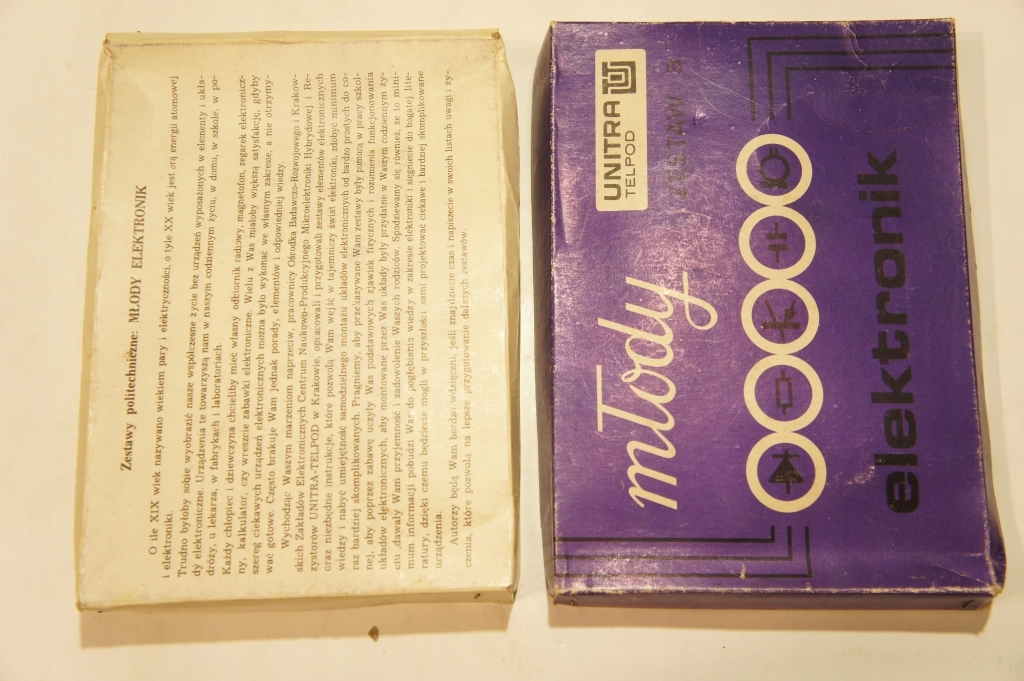 Zestawy politechniczne: MŁODY ELEKTRONIK
O ile XIX wiek nazywano wiekiem pary i elektryczności, o tyle XX wiek jest erą energii atomowej
i elektroniki.
Trudno byłoby sobie wyobrazić nasze współczesne życie bez urządzeń wyposażonych w elementy i ukła-
dy elektroniczne. Urządzenia te towarzyszą nam w naszym codziennym życiu, w domu, w szkole, w po-
dróży, u lekarza, w fabrykach i laboratoriach.
Każdy chłopiec i dziewczyna chcieliby mieć własny odbiornik radiowy, magnetofon, zegarek elektronicz-
ny, kalkulator, czy wreszcie zabawki elektroniczne. Wielu z Was miałoby większą satysfakcję, gdyby
szereg ciekawych urządzeń elektronicznych można było wykonać we własnym zakresie, a nie otrzymy-
wać gotowe. Często brakuje Wam jednak porady, elementów i odpowiedniej wiedzy.
Wychodząc Waszym marzeniom naprzeciw, pracownicy Ośrodka Badawczo-Rozwojowego i Krakow-
skich Zakładów Elektronicznych Centrum Naukowo-Produkcyjnego Mikroelektroniki Hybrydowej i Re-
zystorów UNITRA-TELPOD w Krakowie, opracowali i przygotowali zestawy elementów elektronicznych
oraz niezbędne instrukcje, które pozwolą Wam wejść w tajemniczy świat elektroniki, zdobyć minimum
wiedzy i nabyć umiejętność samodzielnego montażu układów elektronicznych od bardzo prostych do co-
raz bardziej skomplikowanych. Pragniemy, aby przekazywane Wam zestawy były pomocą w pracy szkol-
nej, aby poprzez zabawę uczyły Was podstawowych zjawisk fizycznych i rozumienia funkcjonowania
układów elektronicznych, aby montowane przez Was układy były przydatne w Waszym codziennym ży-
ciu, dawały Wam przyjemność i zadowolenie Waszych rodziców. Spodziewamy się również, że to mini-
mum informacji pobudzi Was do pogłębiania wiedzy w zakresie elektroniki i sięgniecie do bogatej lite-
ratury, dzięki czemu będziecie mogli w przyszłości sami projektować ciekawe i bardziej skomplikowane
urządzenia.
Autorzy będą Wam bardzo wdzięczni, jeśli znajdziecie czas i napiszecie w swoich listach uwagi i ży-
czenia, które pozwolą na lepsze przygotowanie dalszych zestawów.
UNITRA
TELPOD
ZESTAW 3
młody
elektronik